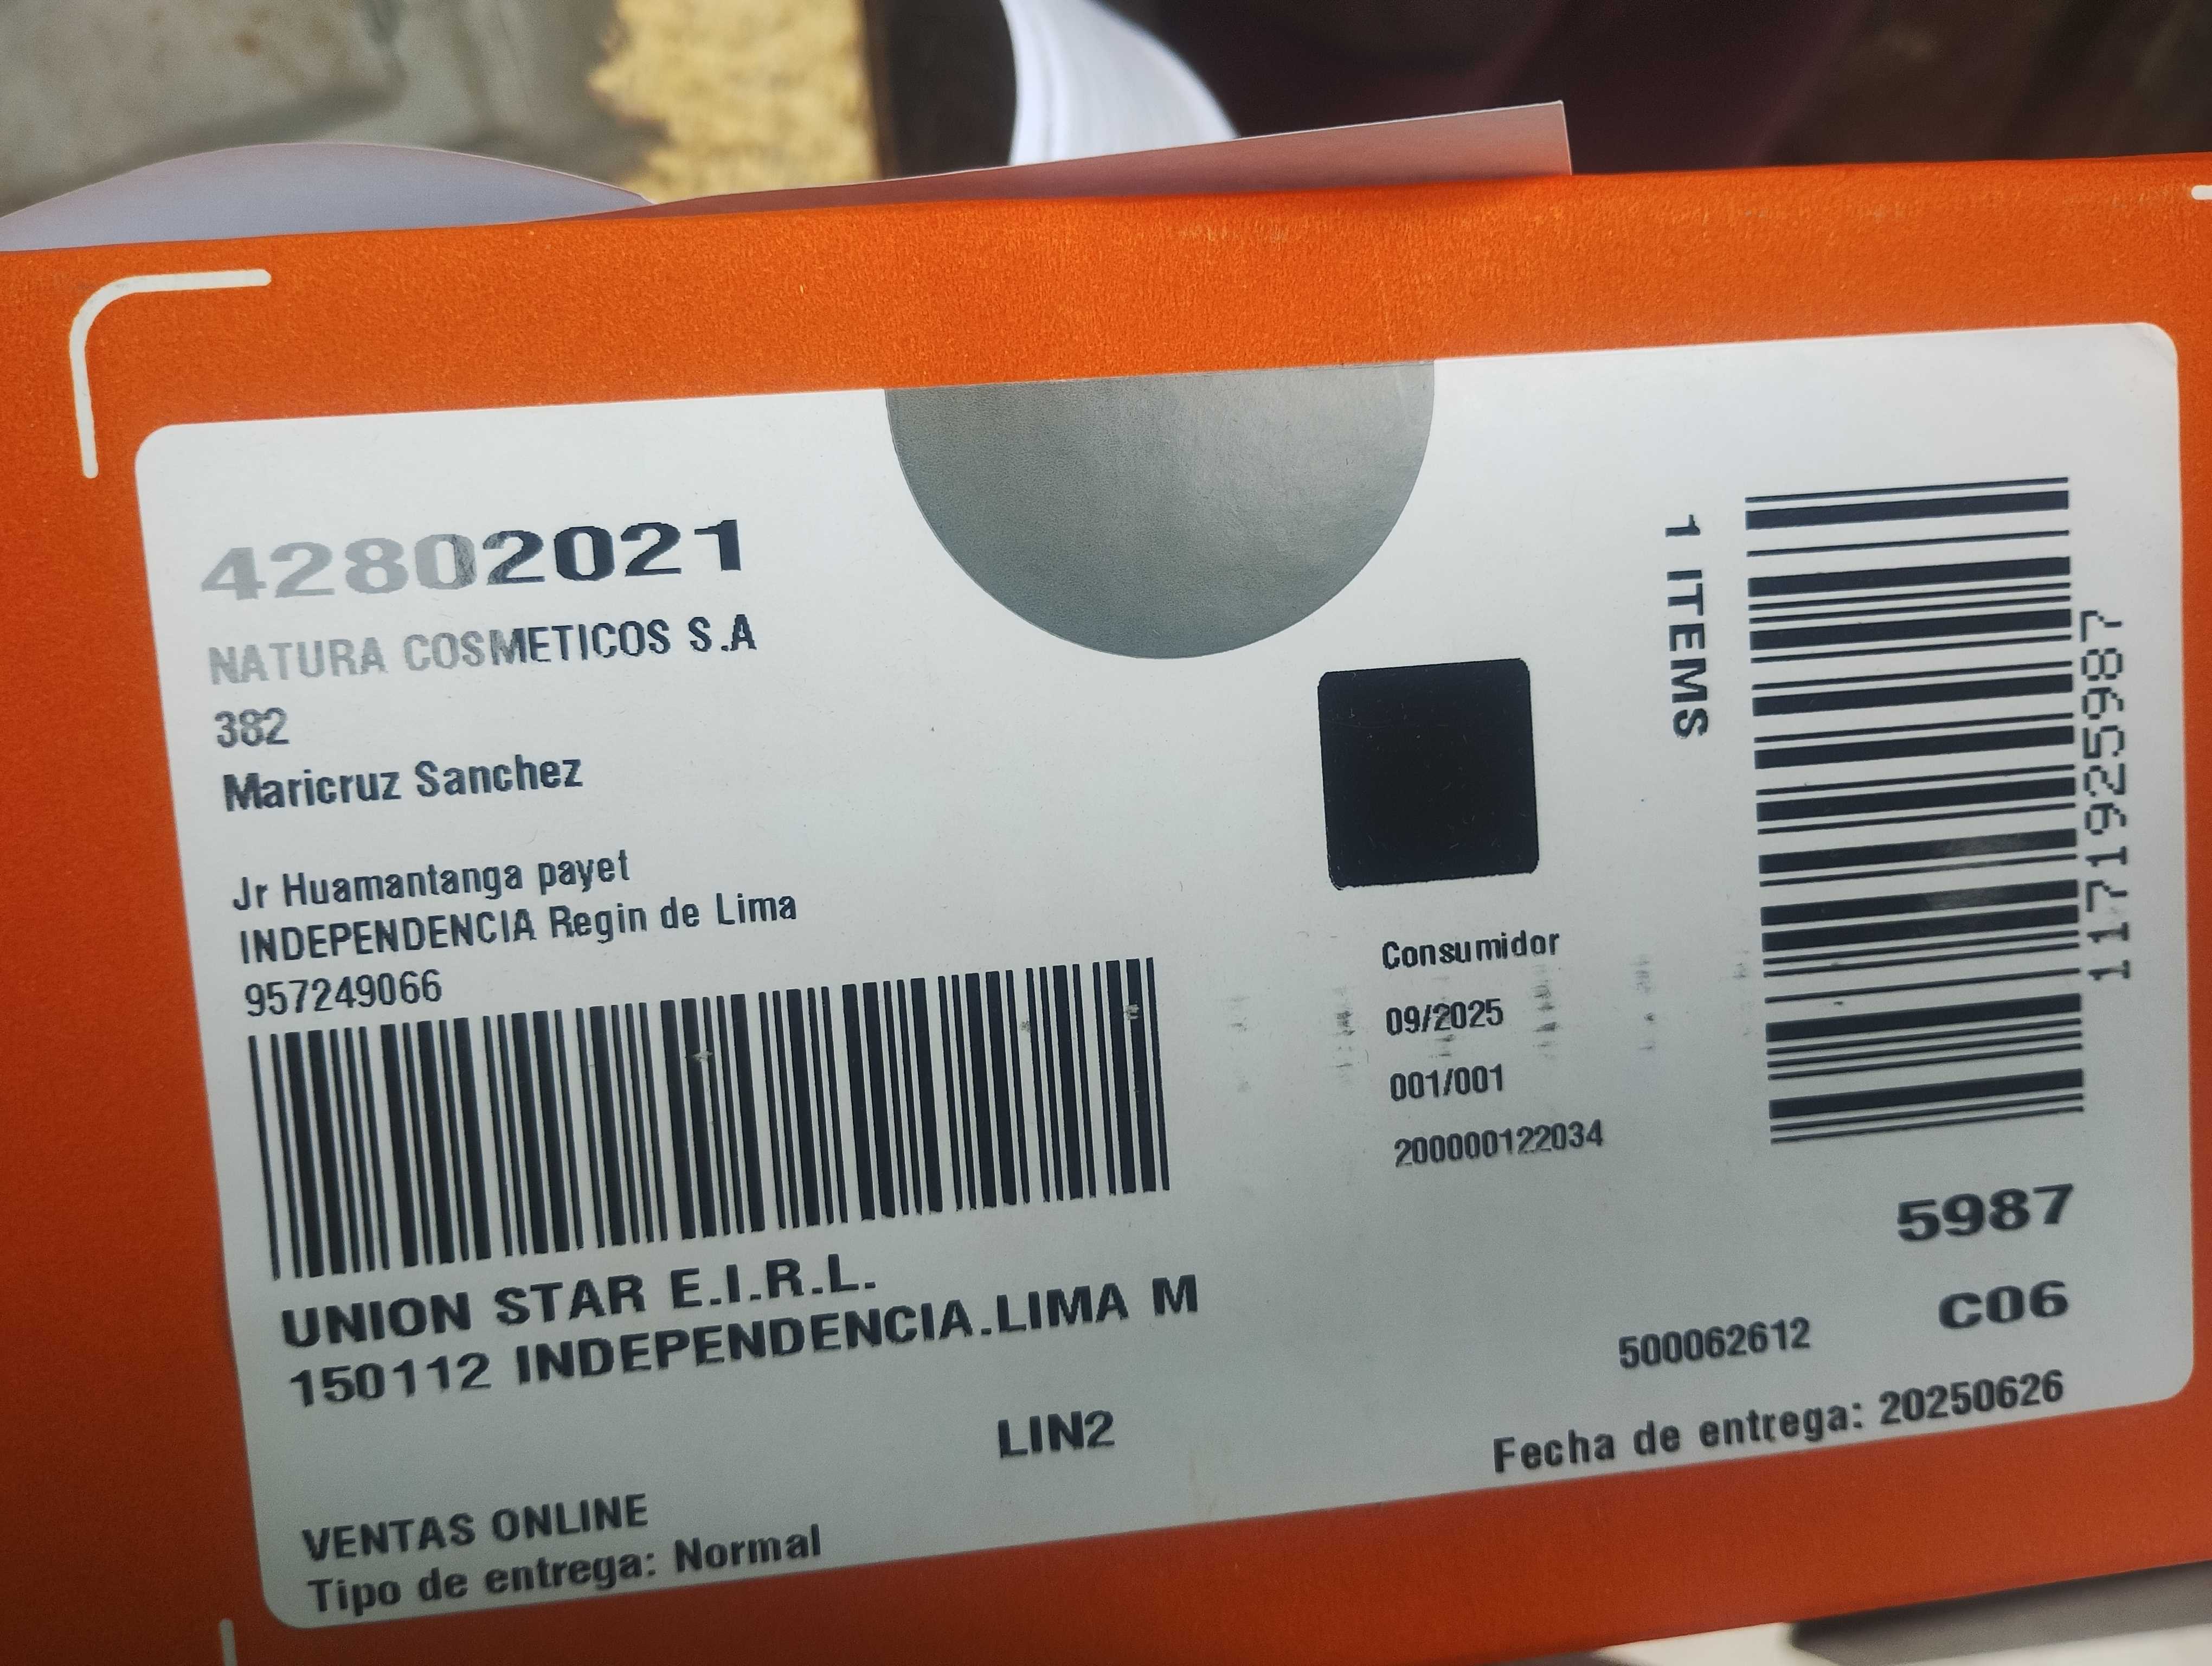 42802021
NATURA COSMETICOS S.A
382
Maricruz Sanchez
Jr Huamantanga payet
INDEPENDENCIA Regin de Lima
957249066
UNION STAR E.I.R.L.
150112 INDEPENDENCIA.LIMA M
LIN2
VENTAS ONLINE
Tipo de entrega: Normal
Consumidor
09/2025
001/001
200000122034
1 ITEMS
11719259​87
5987
C06
500062612
Fecha de entrega: 20250626